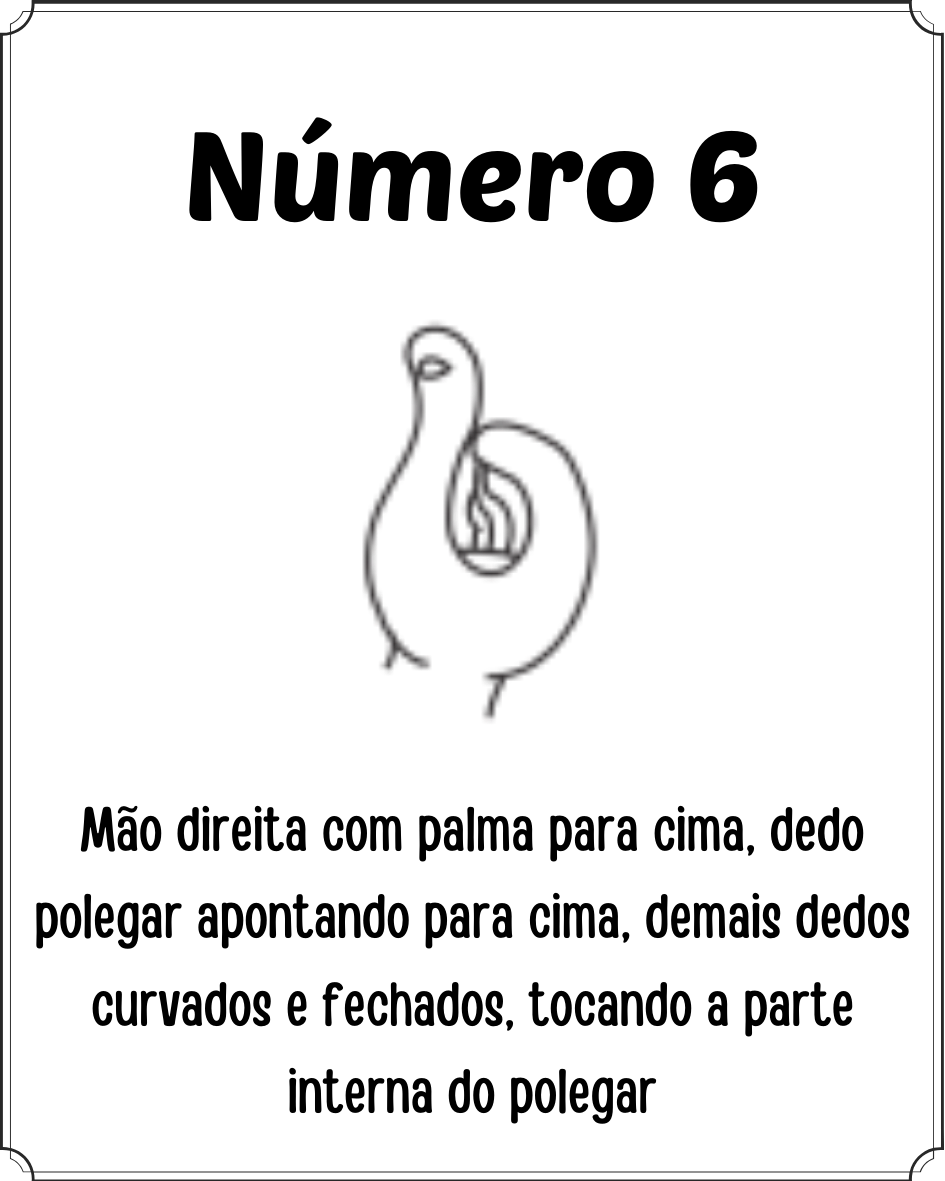 Número 6
Mão direita com palma para cima, dedo
polegar apontando para cima, demais dedos
curvados e fechados, tocando a parte
interna do polegar